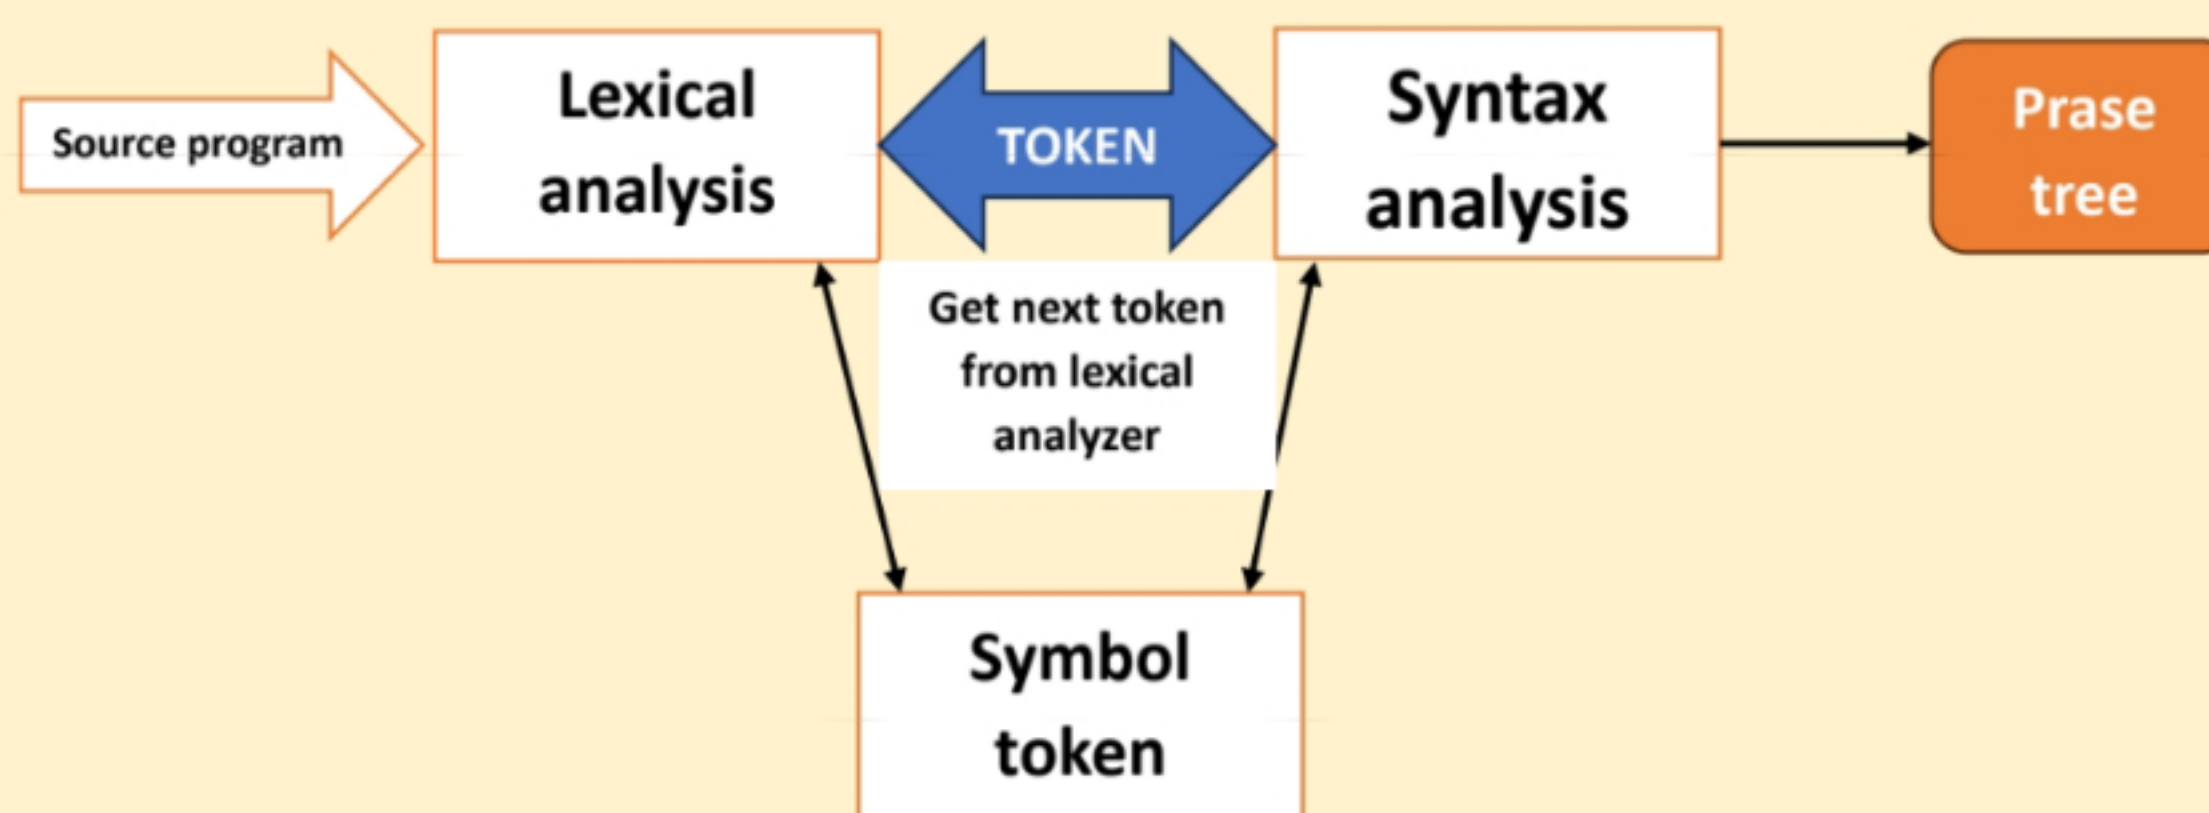 Source program
Lexical
analysis
TOKEN
Syntax
analysis
Prase
tree
Get next token
from lexical
analyzer
Symbol
token